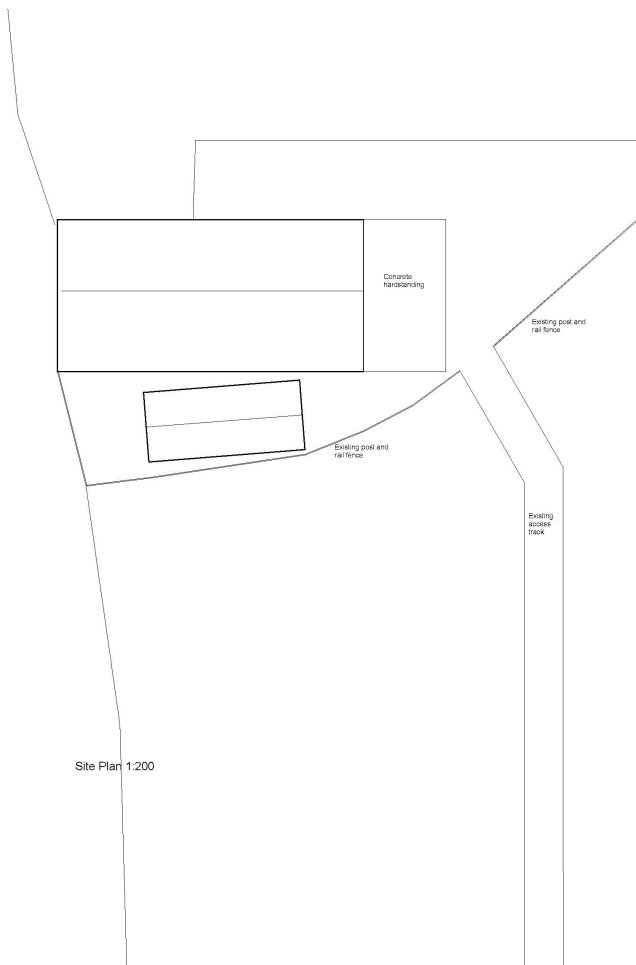 Concrete
hardstanding
Existing post and
rail fence
Existing post and
rail fence
Existing
access
track
Site Plan 1:200